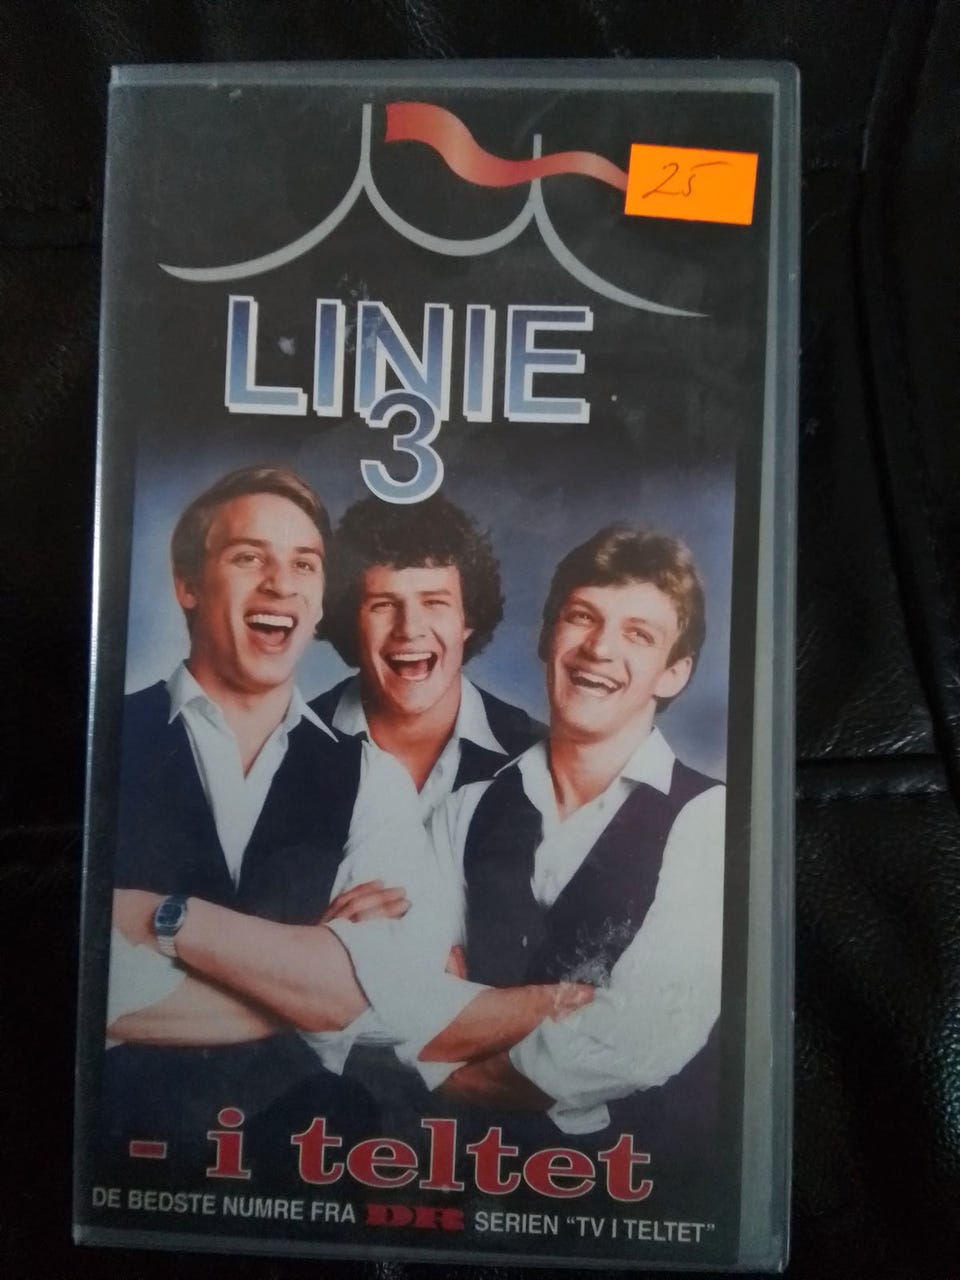 25
LINIE
3
- i teltet
DE BEDSTE NUMRE FRA DR SERIEN "TV I TELTET"